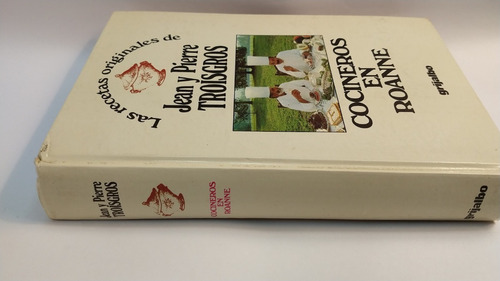 Las recetas originales de
Jean y Pierre
TROISGROS
COCINEROS
EN
ROANNE
grijalbo
Jean y Pierre
TROISGROS
COCINEROS
EN
ROANNE
grijalbo